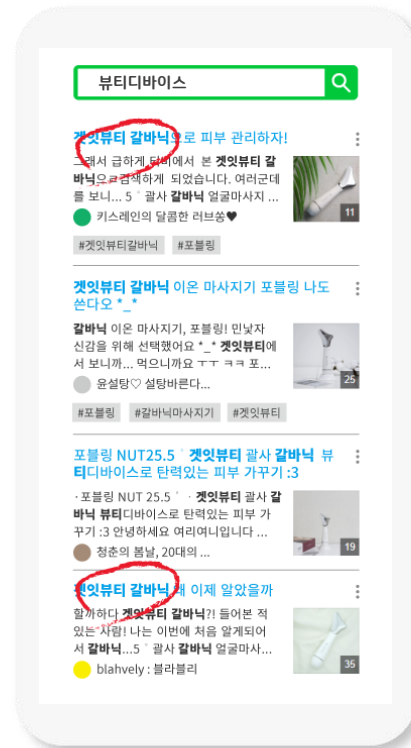 뷰티디바이스
겟잇뷰티 갈바닉으로 피부 관리하자!
그래서 급하게 티비에서 본 겟잇뷰티 갈
바닉으로검색하게 되었습니다. 여러군데
를 보니... 5˚괄사 갈바닉 얼굴마사지 ...
11
키스레인의 달콤한 러브쏭♥
#겟잇뷰티갈바닉 #포블링
겟잇뷰티 갈바닉 이온 마사지기 포블링 나도
쓴다오 *_*
갈바닉 이온 마사지기, 포블링! 민낯자
신감을 위해 선택했어요 *_* 겟잇뷰티에
서 보니까... 먹으니까요 ㅜㅜ ㅋㅋ 포...
25
윤설탕♡ 설탕바른다...
#포블링 #갈바닉마사지기 #겟잇뷰티
포블링 NUT25.5˚ 겟잇뷰티 괄사 갈바닉 뷰
티디바이스로 탄력있는 피부 가꾸기 :3
·포블링 NUT 25.5˚ · 겟잇뷰티 괄사 갈
바닉 뷰티디바이스로 탄력있는 피부 가
꾸기 :3 안녕하세요 여리여니입니다 ...
19
청춘의 봄날, 20대의 ...
겟잇뷰티 갈바닉 왜 이제 알았을까
할까하다 겟잇뷰티 갈바닉?! 들어본 적
있는 사람! 나는 이번에 처음 알게되어
서 갈바닉...5˚괄사 갈바닉 얼굴마사...
35
blahvely : 블라블리